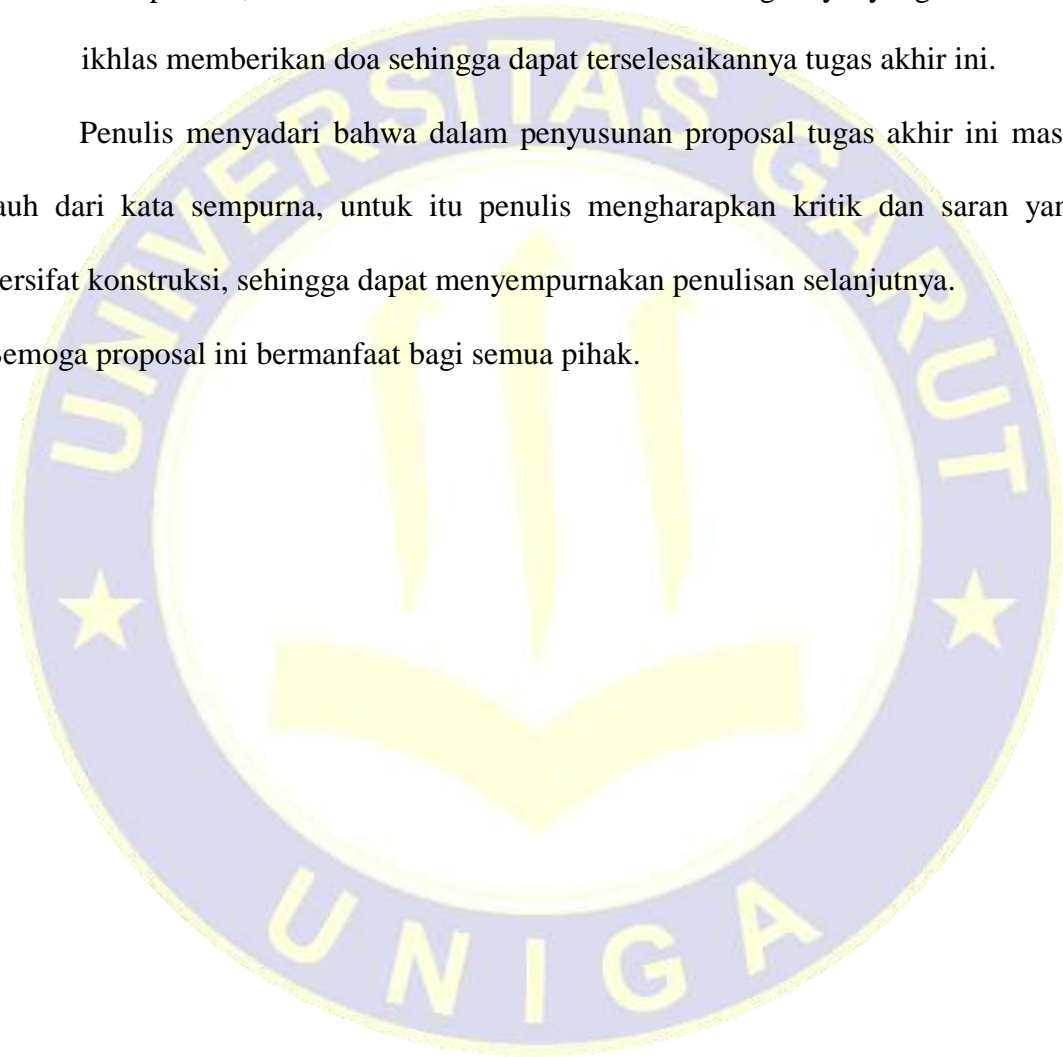 ikhlas memberikan doa sehingga dapat terselesaikannya tugas akhir ini.
Penulis menyadari bahwa dalam penyusunan proposal tugas akhir ini mas
auh dari kata sempurna, untuk itu penulis mengharapkan kritik dan saran yan
ersifat konstruksi, sehingga dapat menyempurnakan penulisan selanjutnya.
Semoga proposal ini bermanfaat bagi semua pihak.
UNIVERSITAS GARUT
UNIGA